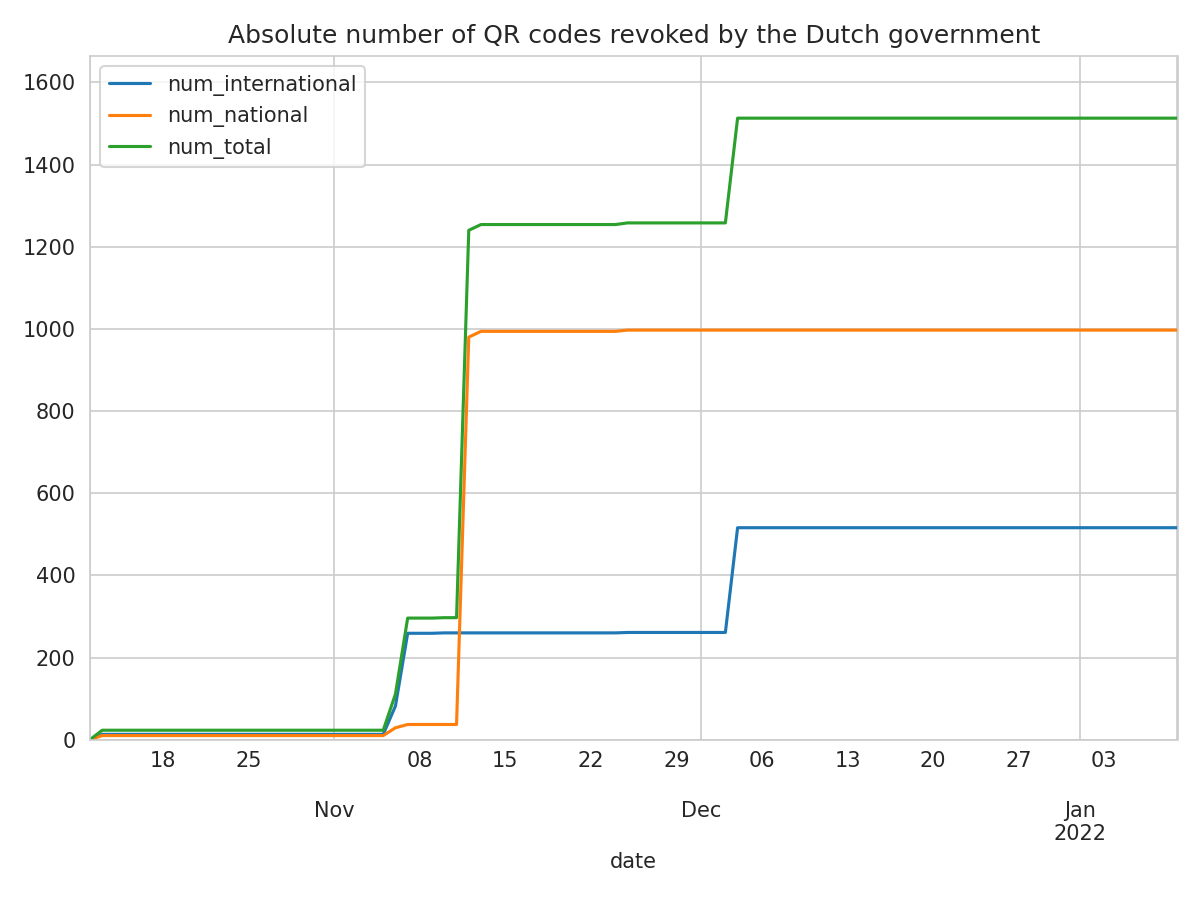 Absolute number of QR codes revoked by the Dutch government
num_international
num_national
num_total
1600
1400
1200
1000
800
600
400
200
0
18 25 08 15 22 29 06 13 20 27 03
Nov Dec Jan
2022
date